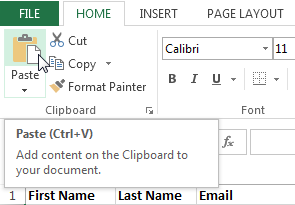 FILE HOME INSERT PAGE LAYOUT
Cut
Copy
Format Painter
Paste
Calibri 11
B I U
Clipboard Font
Paste (Ctrl+V)
Add content on the Clipboard to
your document.
fx
1 First Name Last Name Email